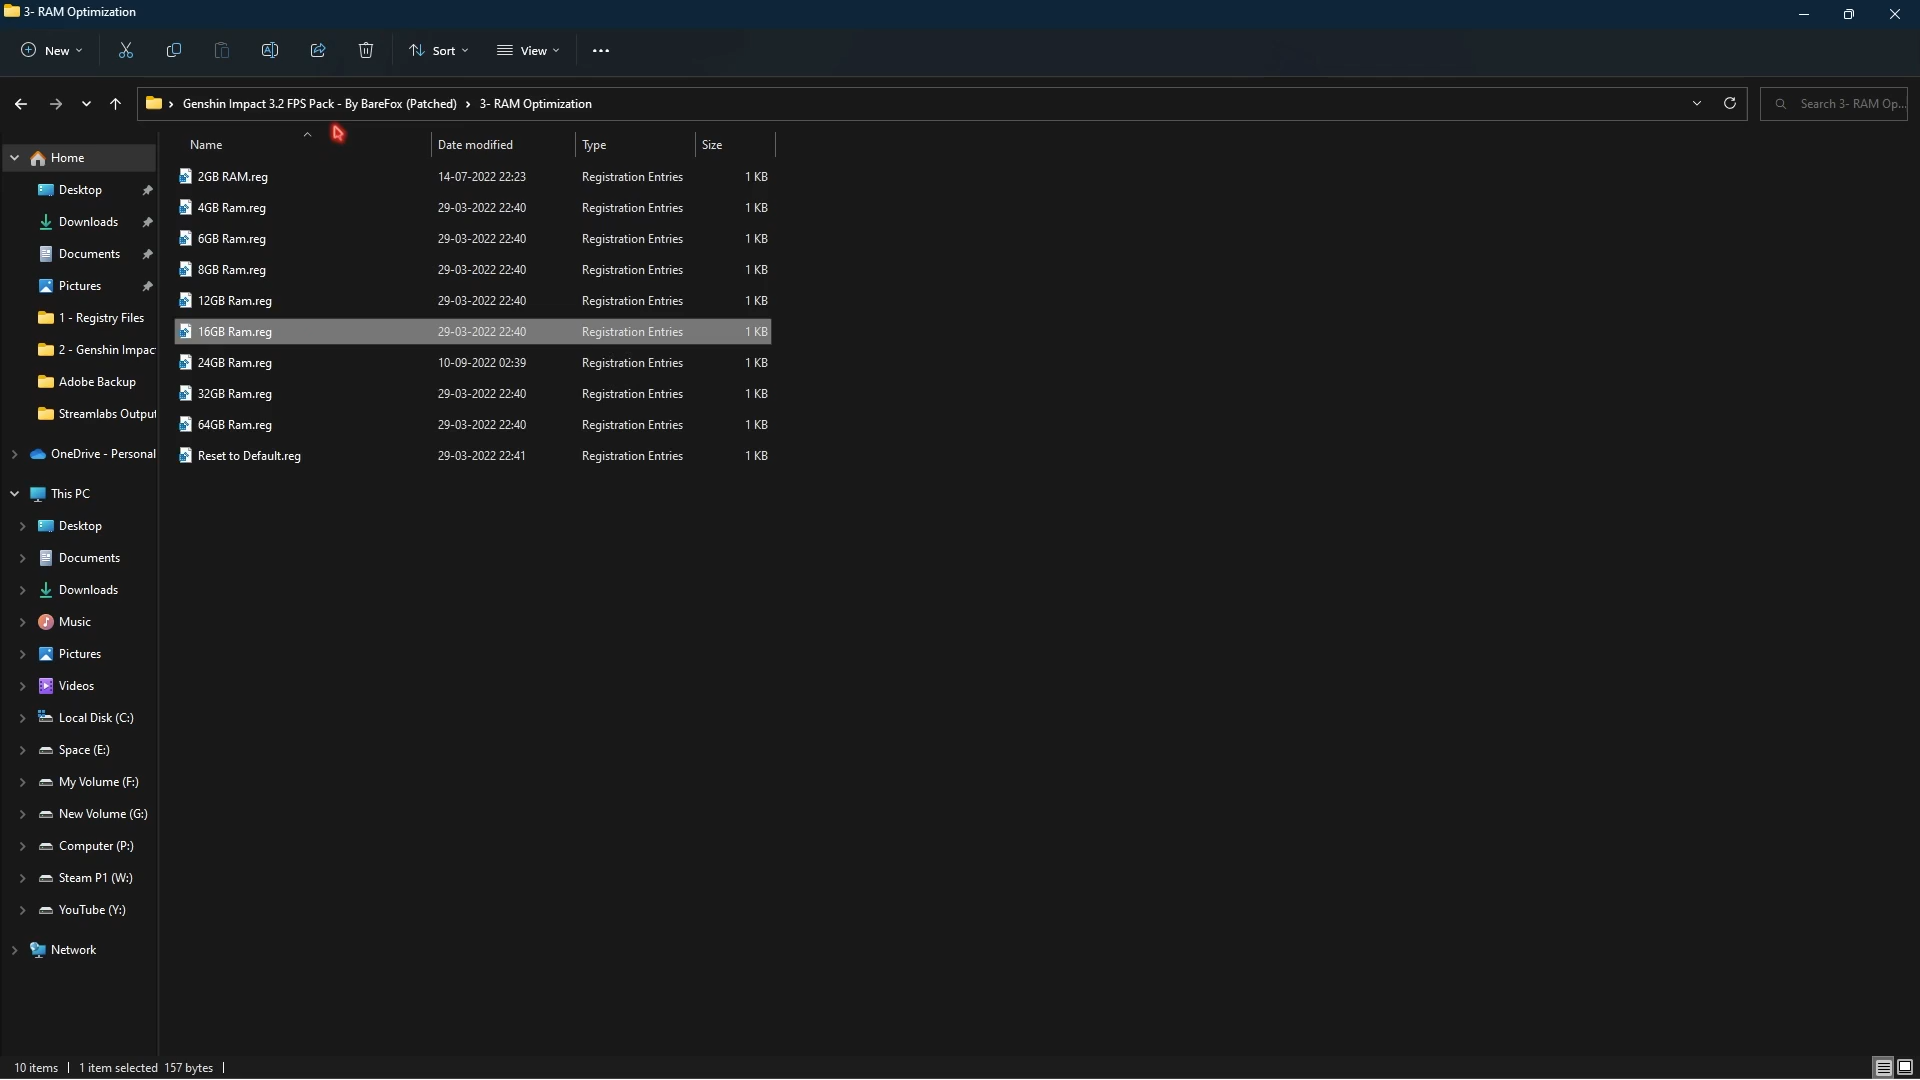 3- RAM Optimization
New
Sort
View
Genshin Impact 3.2 FPS Pack - By BareFox (Patched) › 3- RAM Optimization
Search 3- RAM Op...
Name Date modified Type Size
2GB RAM.reg 14-07-2022 22:23 Registration Entries 1 KB
4GB Ram.reg 29-03-2022 22:40 Registration Entries 1 KB
6GB Ram.reg 29-03-2022 22:40 Registration Entries 1 KB
8GB Ram.reg 29-03-2022 22:40 Registration Entries 1 KB
12GB Ram.reg 29-03-2022 22:40 Registration Entries 1 KB
16GB Ram.reg 29-03-2022 22:40 Registration Entries 1 KB
24GB Ram.reg 10-09-2022 02:39 Registration Entries 1 KB
32GB Ram.reg 29-03-2022 22:40 Registration Entries 1 KB
64GB Ram.reg 29-03-2022 22:40 Registration Entries 1 KB
Reset to Default.reg 29-03-2022 22:41 Registration Entries 1 KB
Home
Desktop
Downloads
Documents
Pictures
1 - Registry Files
2 - Genshin Impac
Adobe Backup
Streamlabs Output
OneDrive - Personal
This PC
Desktop
Documents
Downloads
Music
Pictures
Videos
Local Disk (C:)
Space (E:)
My Volume (F:)
New Volume (G:)
Computer (P:)
Steam P1 (W:)
YouTube (Y:)
Network
10 items
1 item selected 157 bytes